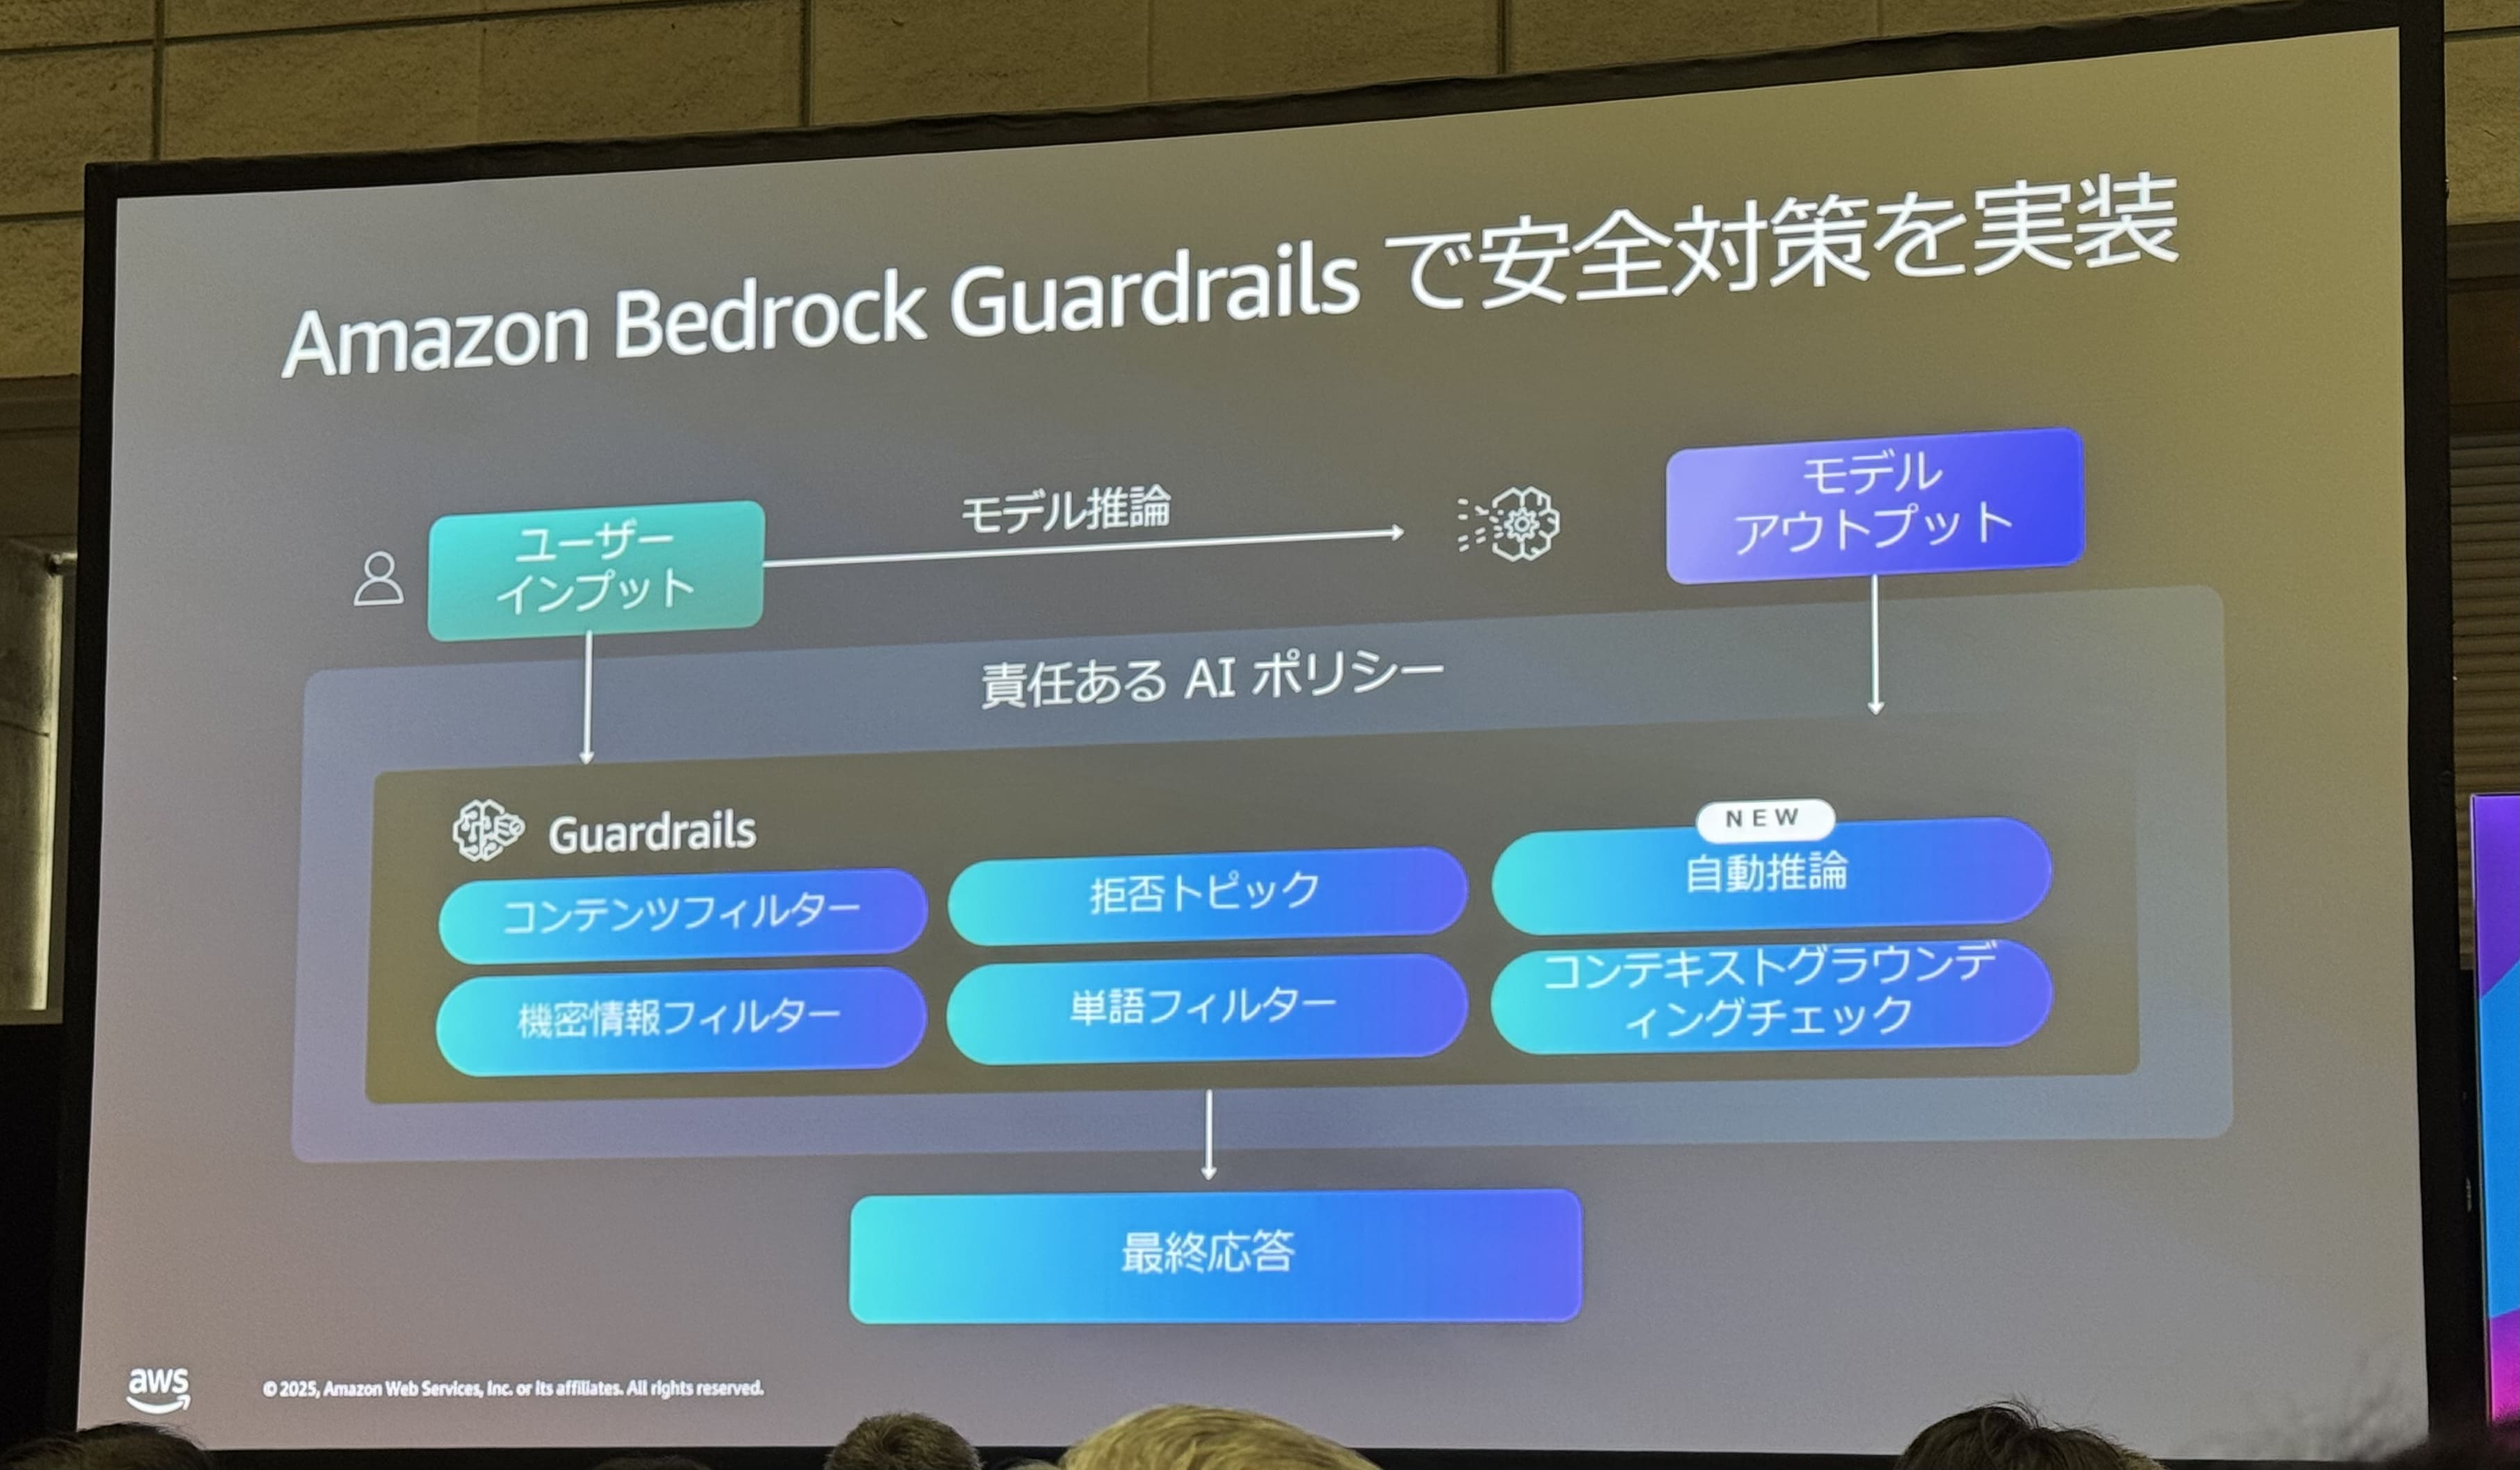 Amazon Bedrock Guardrails で安全対策を実装
ユーザー
インプット
モデル推論
モデル
アウトプット
責任ある AI ポリシー
Guardrails
コンテンツフィルター
拒否トピック
NEW
自動推論
機密情報フィルター
単語フィルター
コンテキストグラウンデ
ィングチェック
最終応答
aws
© 2025, Amazon Web Services, Inc. or its affiliates. All rights reserved.